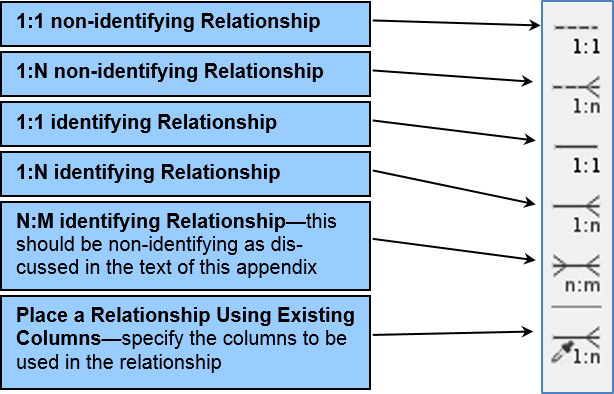 1:1 non-identifying Relationship
1:N non-identifying Relationship
1:1 identifying Relationship
1:N identifying Relationship
N:M identifying Relationship—this
should be non-identifying as dis-
cussed in the text of this appendix
Place a Relationship Using Existing
Columns—specify the columns to be
used in the relationship
1:1
1:n
1:1
1:n
n:m
1:n